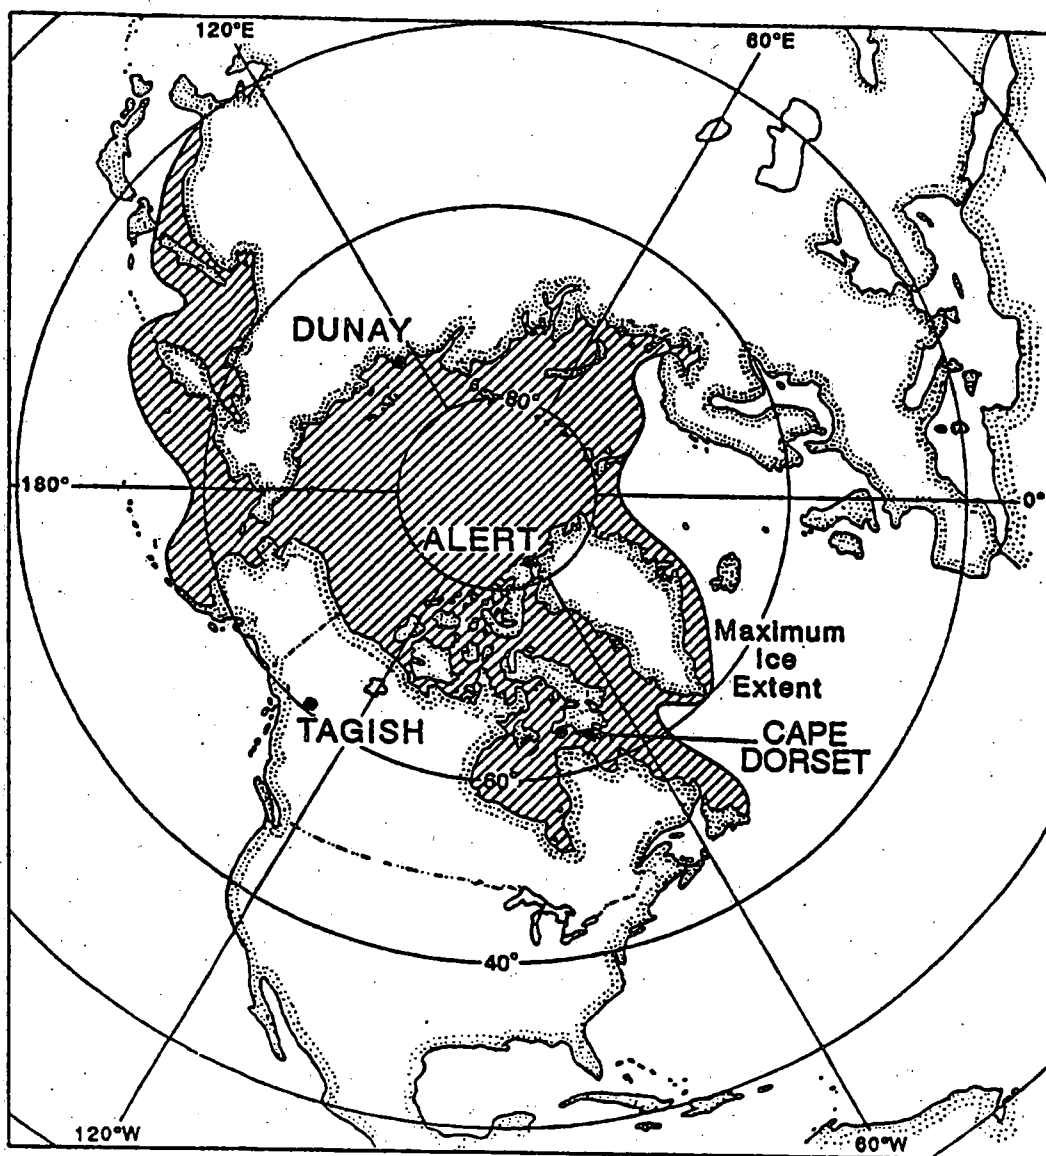 120°E
60°E
DUNAY
80°
180°
0°
ALERT
Maximum
Ice
Extent
TAGISH
CAPE
DORSET
60°
40°
120°W
60°W